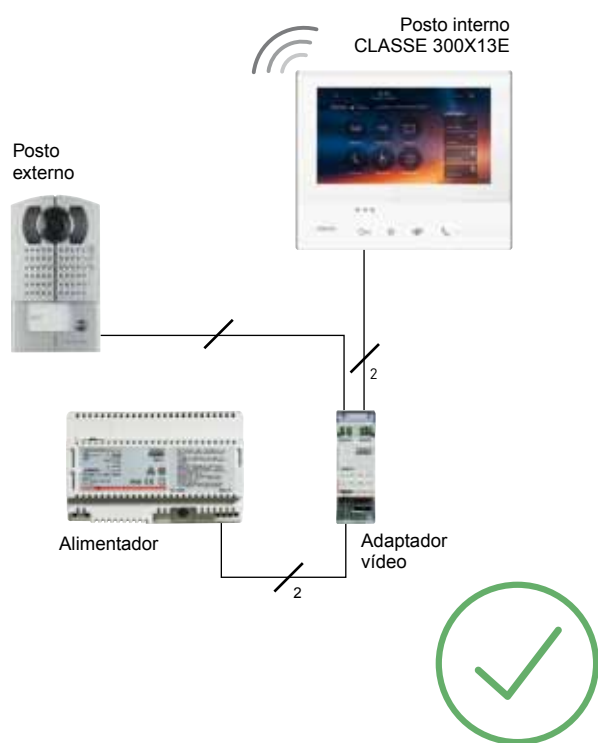 Posto interno
CLASSE 300X13E
Posto
externo
2
Alimentador
Adaptador
vídeo
2